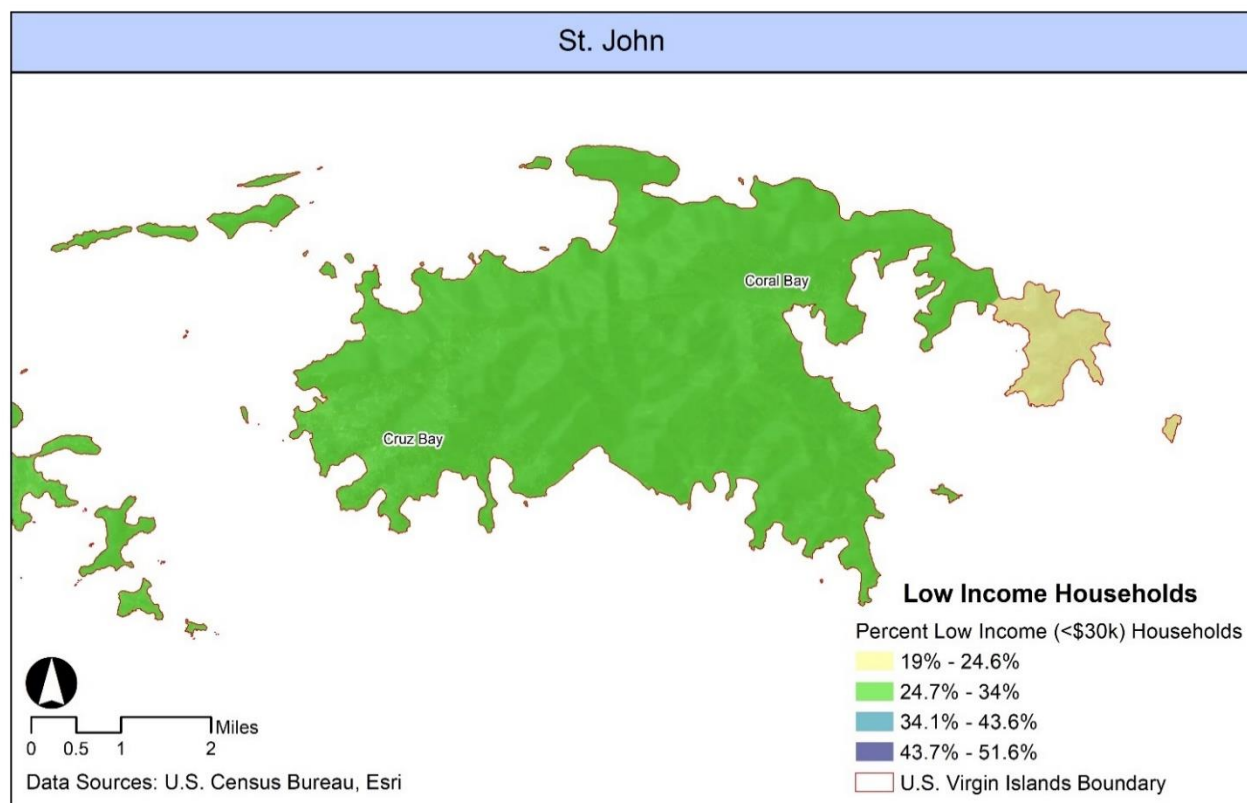 St. John
Coral Bay
Cruz Bay
Low Income Households
Percent Low Income (<$30k) Households
19% - 24.6%
24.7% - 34%
34.1% - 43.6%
43.7% - 51.6%
U.S. Virgin Islands Boundary
Miles
0 0.5 1 2
Data Sources: U.S. Census Bureau, Esri